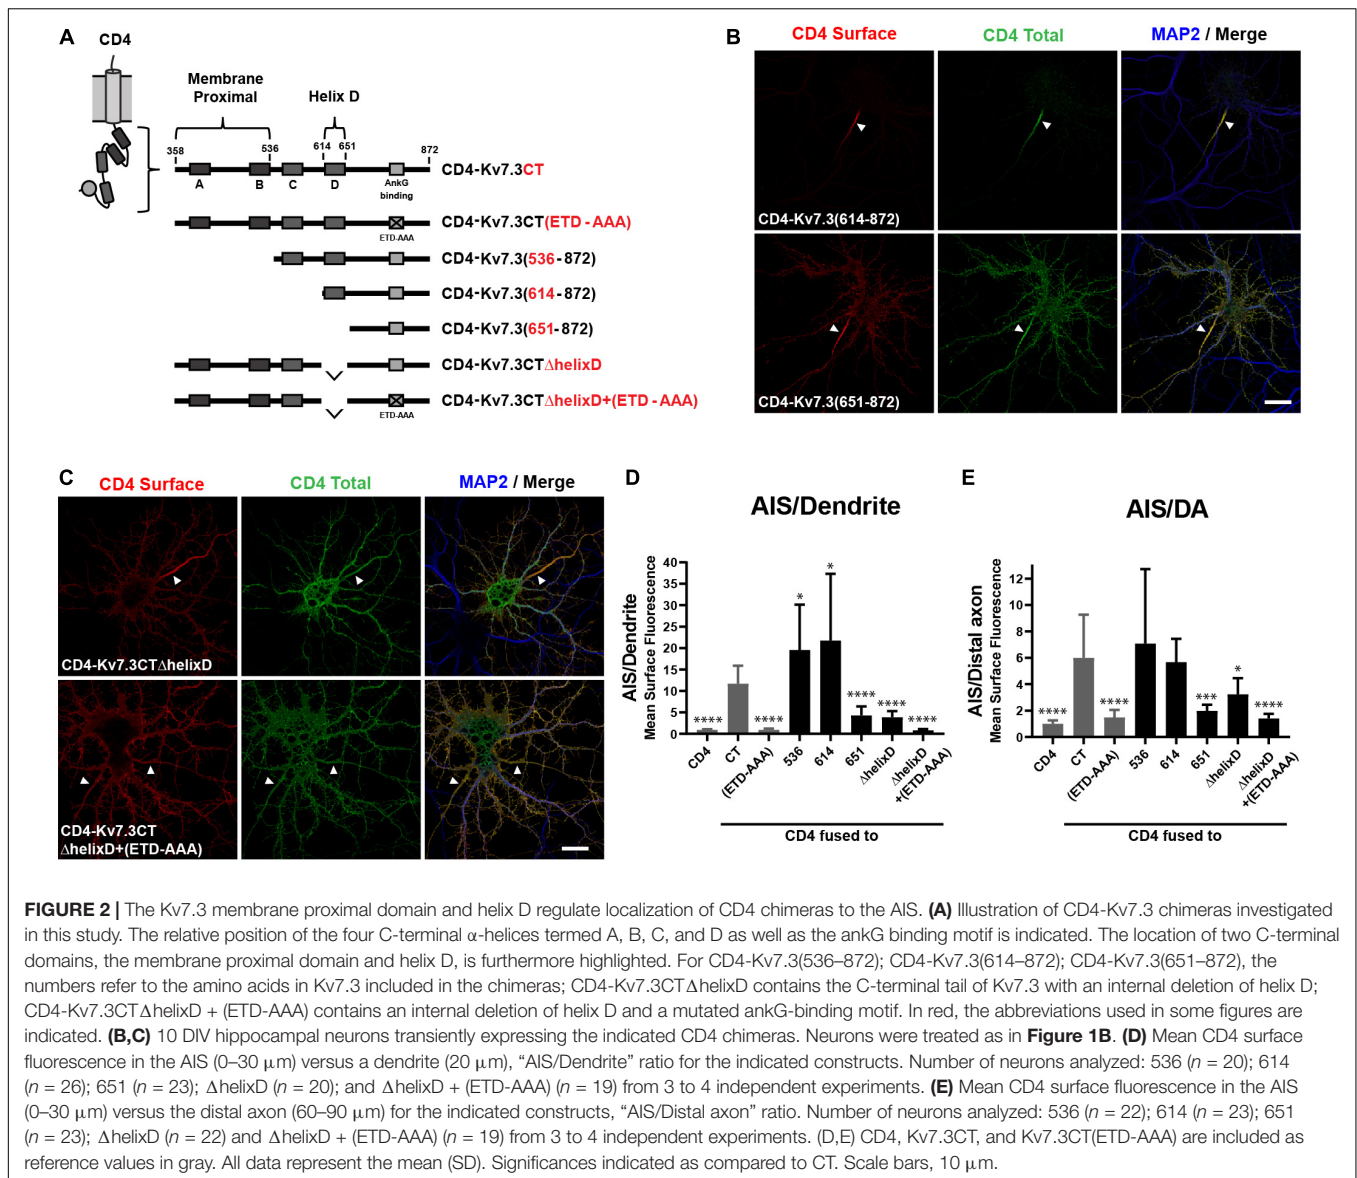 A
CD4
Membrane
Proximal
Helix D
358
536
614
651
872
A
B
C
D
AnkG
binding
CD4-Kv7.3CT
ETD-AAA
CD4-Kv7.3CT(ETD-AAA)
CD4-Kv7.3(536-872)
CD4-Kv7.3(614-872)
CD4-Kv7.3(651-872)
CD4-Kv7.3CTΔhelixD
ETD-AAA
CD4-Kv7.3CTΔhelixD+(ETD-AAA)
B
CD4 Surface
CD4 Total
MAP2 / Merge
CD4-Kv7.3(614-872)
CD4-Kv7.3(651-872)
C
CD4 Surface
CD4 Total
MAP2 / Merge
CD4-Kv7.3CTΔhelixD
CD4-Kv7.3CT
ΔhelixD+(ETD-AAA)
D
AIS/Dendrite
AIS/Dendrite
Mean Surface Fluorescence
40
35
30
25
20
15
10
5
0
****
****
*
*
****
****
****
CD4
CT
(ETD-AAA)
536
614
651
ΔhelixD
ΔhelixD
+(ETD-AAA)
CD4 fused to
E
AIS/DA
AIS/Distal axon
Mean Surface Fluorescence
12
10
8
6
4
2
0
****
****
***
*
****
CD4
CT
(ETD-AAA)
536
614
651
ΔhelixD
ΔhelixD
+(ETD-AAA)
CD4 fused to
FIGURE 2 | The Kv7.3 membrane proximal domain and helix D regulate localization of CD4 chimeras to the AIS. (A) Illustration of CD4-Kv7.3 chimeras investigated
in this study. The relative position of the four C-terminal α-helices termed A, B, C, and D as well as the ankG binding motif is indicated. The location of two C-terminal
domains, the membrane proximal domain and helix D, is furthermore highlighted. For CD4-Kv7.3(536–872); CD4-Kv7.3(614–872); CD4-Kv7.3(651–872), the
numbers refer to the amino acids in Kv7.3 included in the chimeras; CD4-Kv7.3CTΔhelixD contains the C-terminal tail of Kv7.3 with an internal deletion of helix D;
CD4-Kv7.3CTΔhelixD + (ETD-AAA) contains an internal deletion of helix D and a mutated ankG-binding motif. In red, the abbreviations used in some figures are
indicated. (B,C) 10 DIV hippocampal neurons transiently expressing the indicated CD4 chimeras. Neurons were treated as in Figure 1B. (D) Mean CD4 surface
fluorescence in the AIS (0–30 μm) versus a dendrite (20 μm), “AIS/Dendrite” ratio for the indicated constructs. Number of neurons analyzed: 536 (n = 20); 614
(n = 26); 651 (n = 23); ΔhelixD (n = 20); and ΔhelixD + (ETD-AAA) (n = 19) from 3 to 4 independent experiments. (E) Mean CD4 surface fluorescence in the AIS
(0–30 μm) versus the distal axon (60–90 μm) for the indicated constructs, “AIS/Distal axon” ratio. Number of neurons analyzed: 536 (n = 22); 614 (n = 23); 651
(n = 23); ΔhelixD (n = 22) and ΔhelixD + (ETD-AAA) (n = 19) from 3 to 4 independent experiments. (D,E) CD4, Kv7.3CT, and Kv7.3CT(ETD-AAA) are included as
reference values in gray. All data represent the mean (SD). Significances indicated as compared to CT. Scale bars, 10 μm.